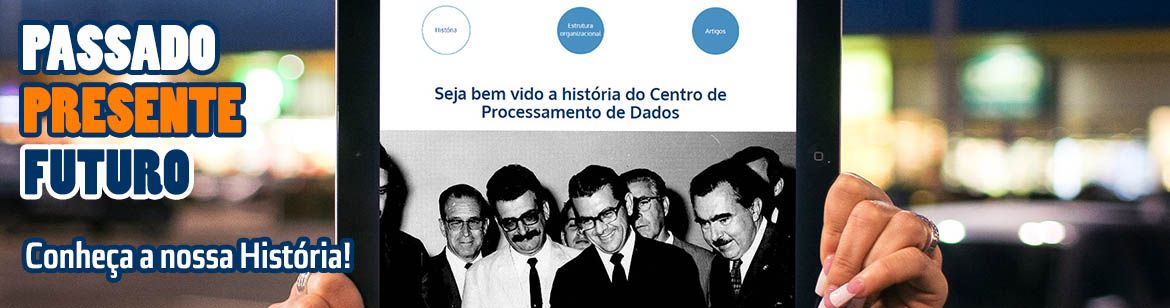 PASSADO
PRESENTE
FUTURO
Conheça a nossa História!
História
Estrutura
organizacional
Artigos
Seja bem vido a história do Centro de
Processamento de Dados